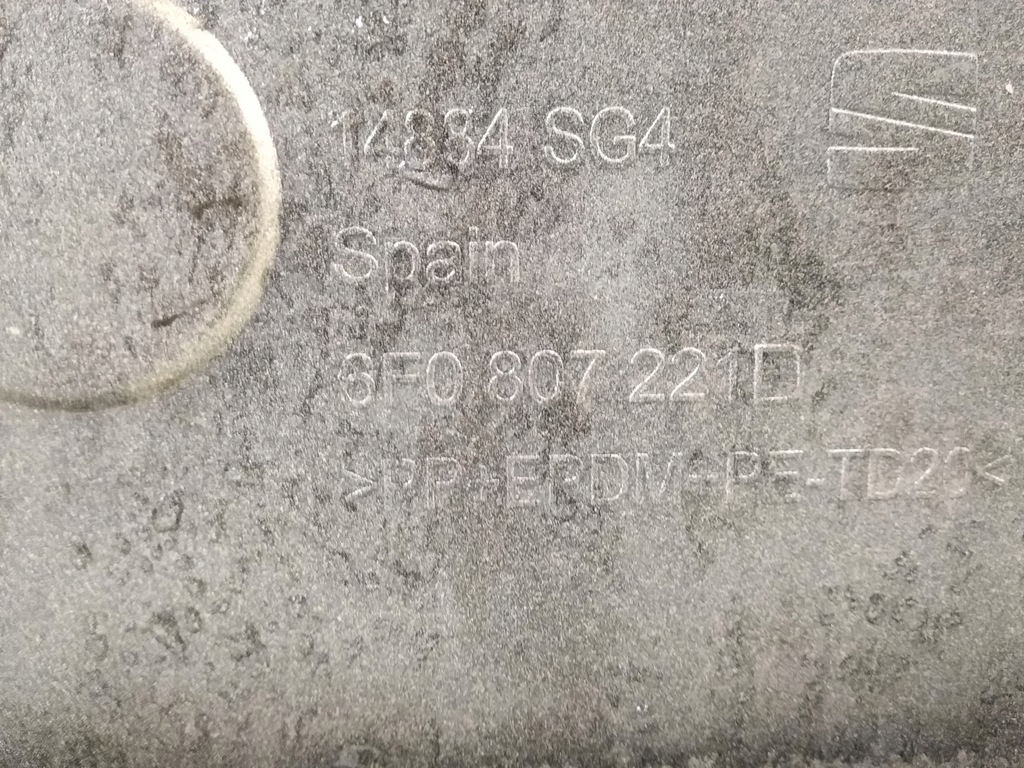 14884 SG4
Spain
6F0 807 221D
>PP+EPDM+PE-TD20<